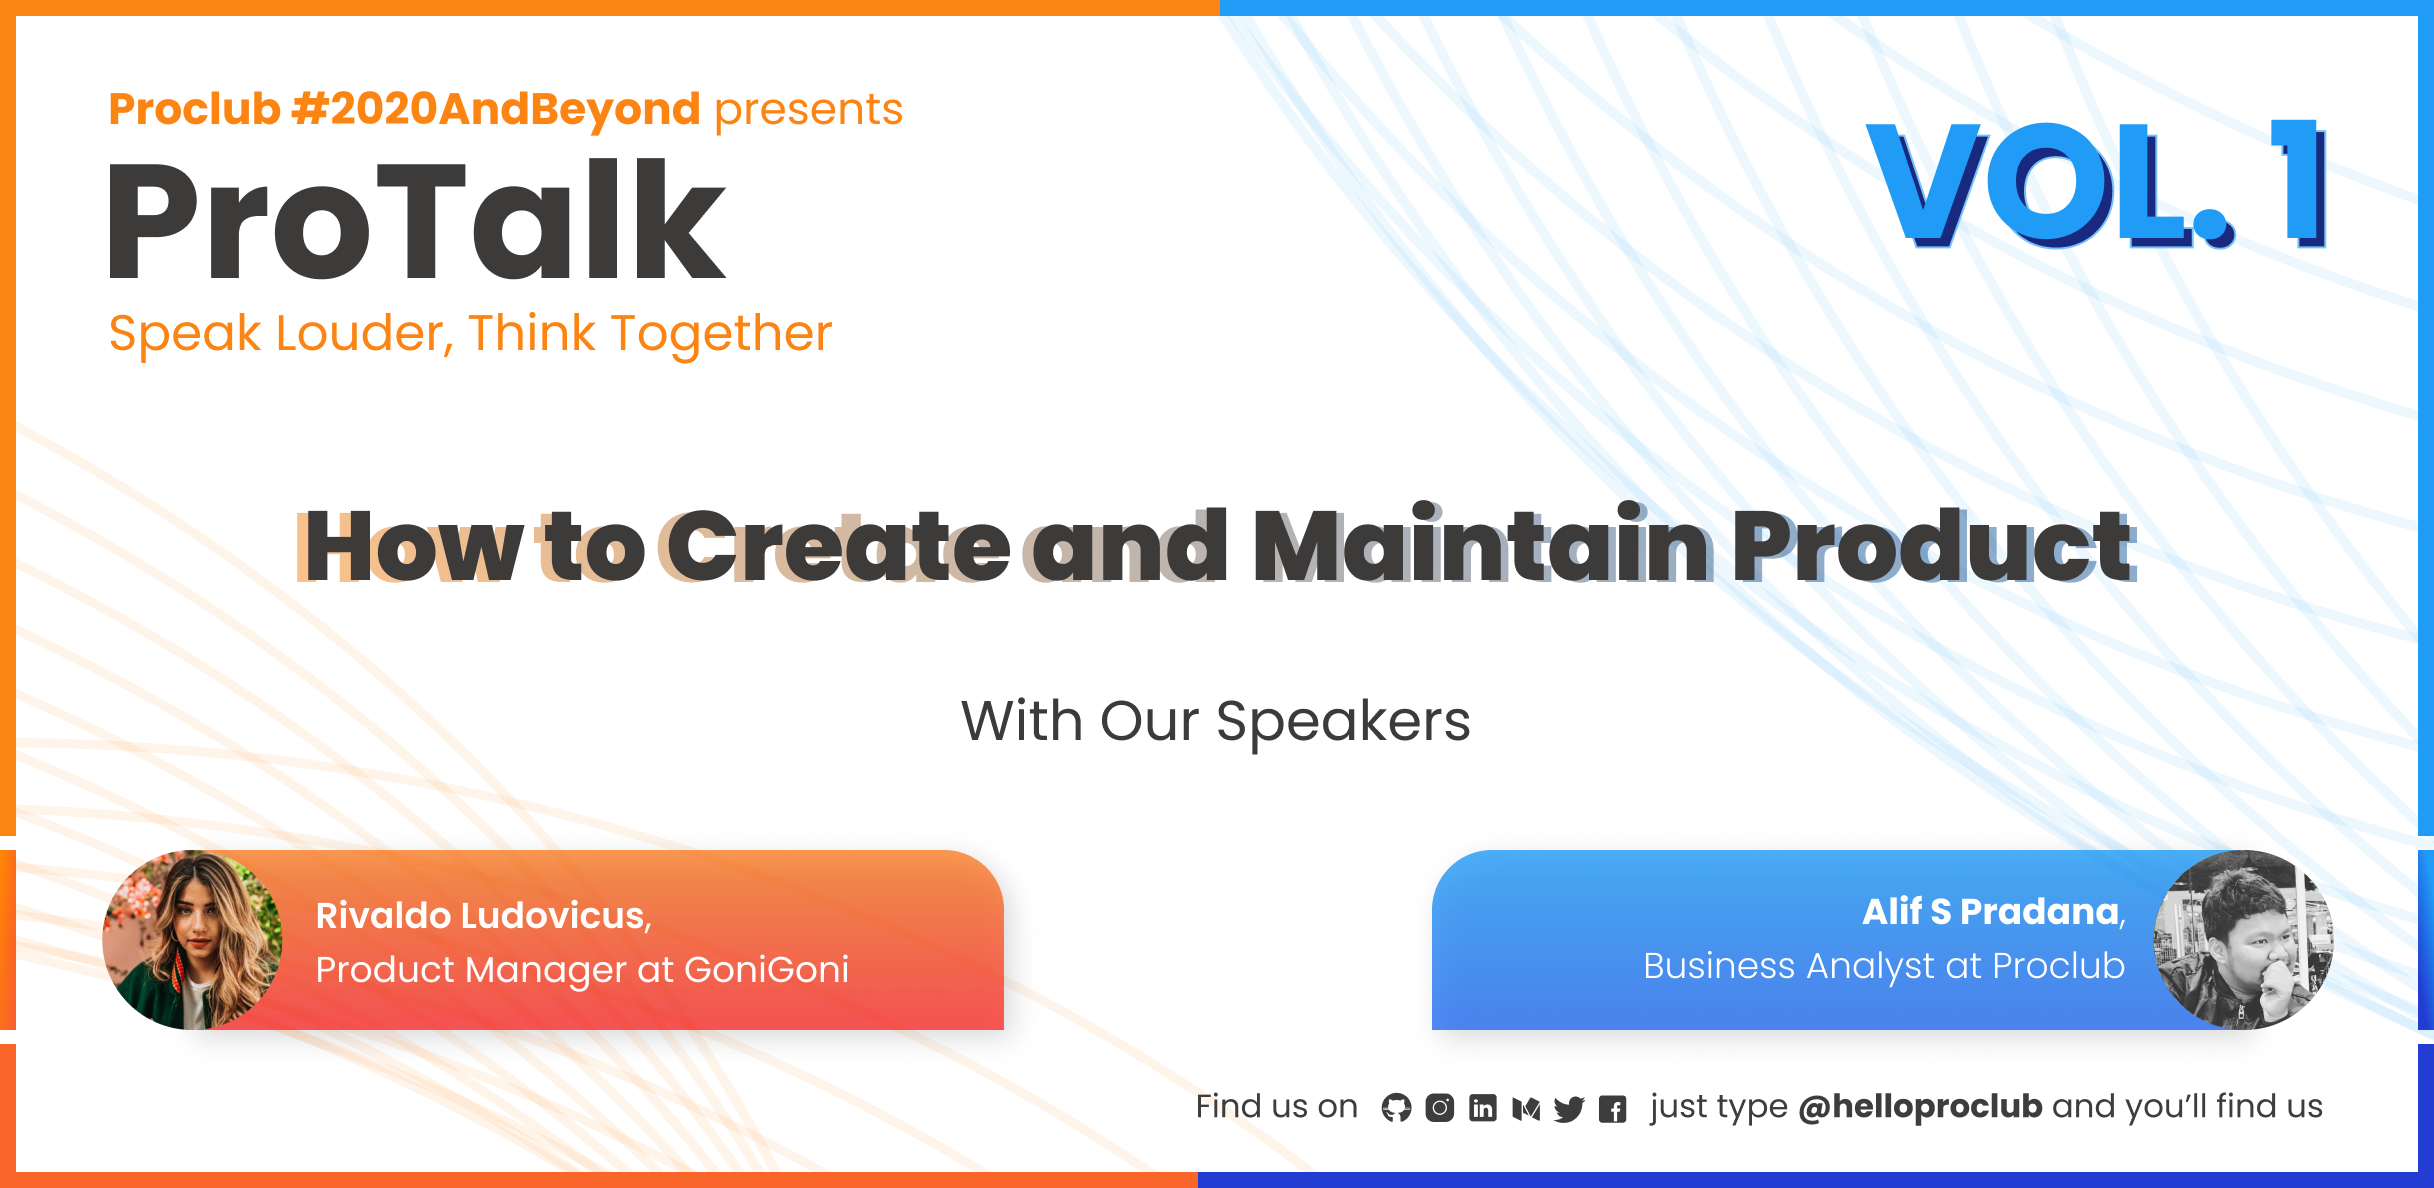 Proclub #2020AndBeyond presents
ProTalk
Speak Louder, Think Together
VOL. 1
How to Create and Maintain Product
With Our Speakers
Rivaldo Ludovicus,
Product Manager at GoniGoni
Alif S Pradana,
Business Analyst at Proclub
Find us on just type @helloproclub and you’ll find us